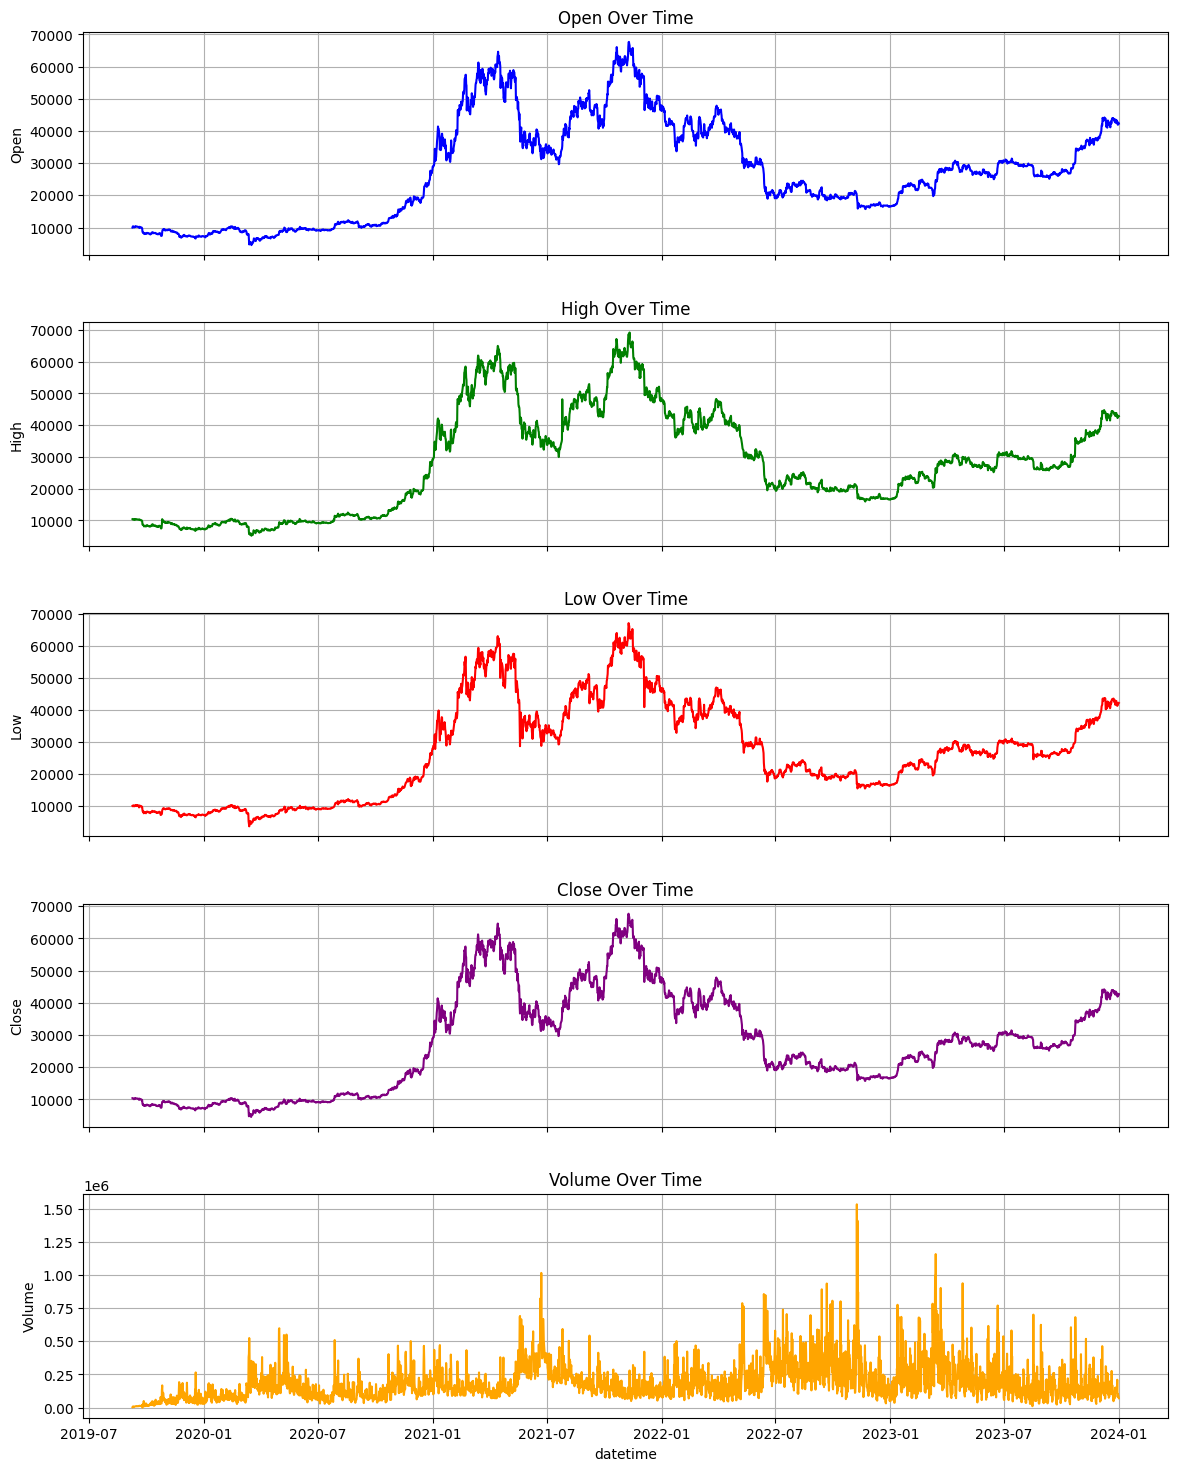 Open Over Time
70000
60000
50000
40000
30000
20000
10000
Open
High Over Time
70000
60000
50000
40000
30000
20000
10000
High
Low Over Time
70000
60000
50000
40000
30000
20000
10000
Low
Close Over Time
70000
60000
50000
40000
30000
20000
10000
Close
Volume Over Time
1e6
1.50
1.25
1.00
0.75
0.50
0.25
0.00
Volume
2019-07 2020-01 2020-07 2021-01 2021-07 2022-01 2022-07 2023-01 2023-07 2024-01
datetime